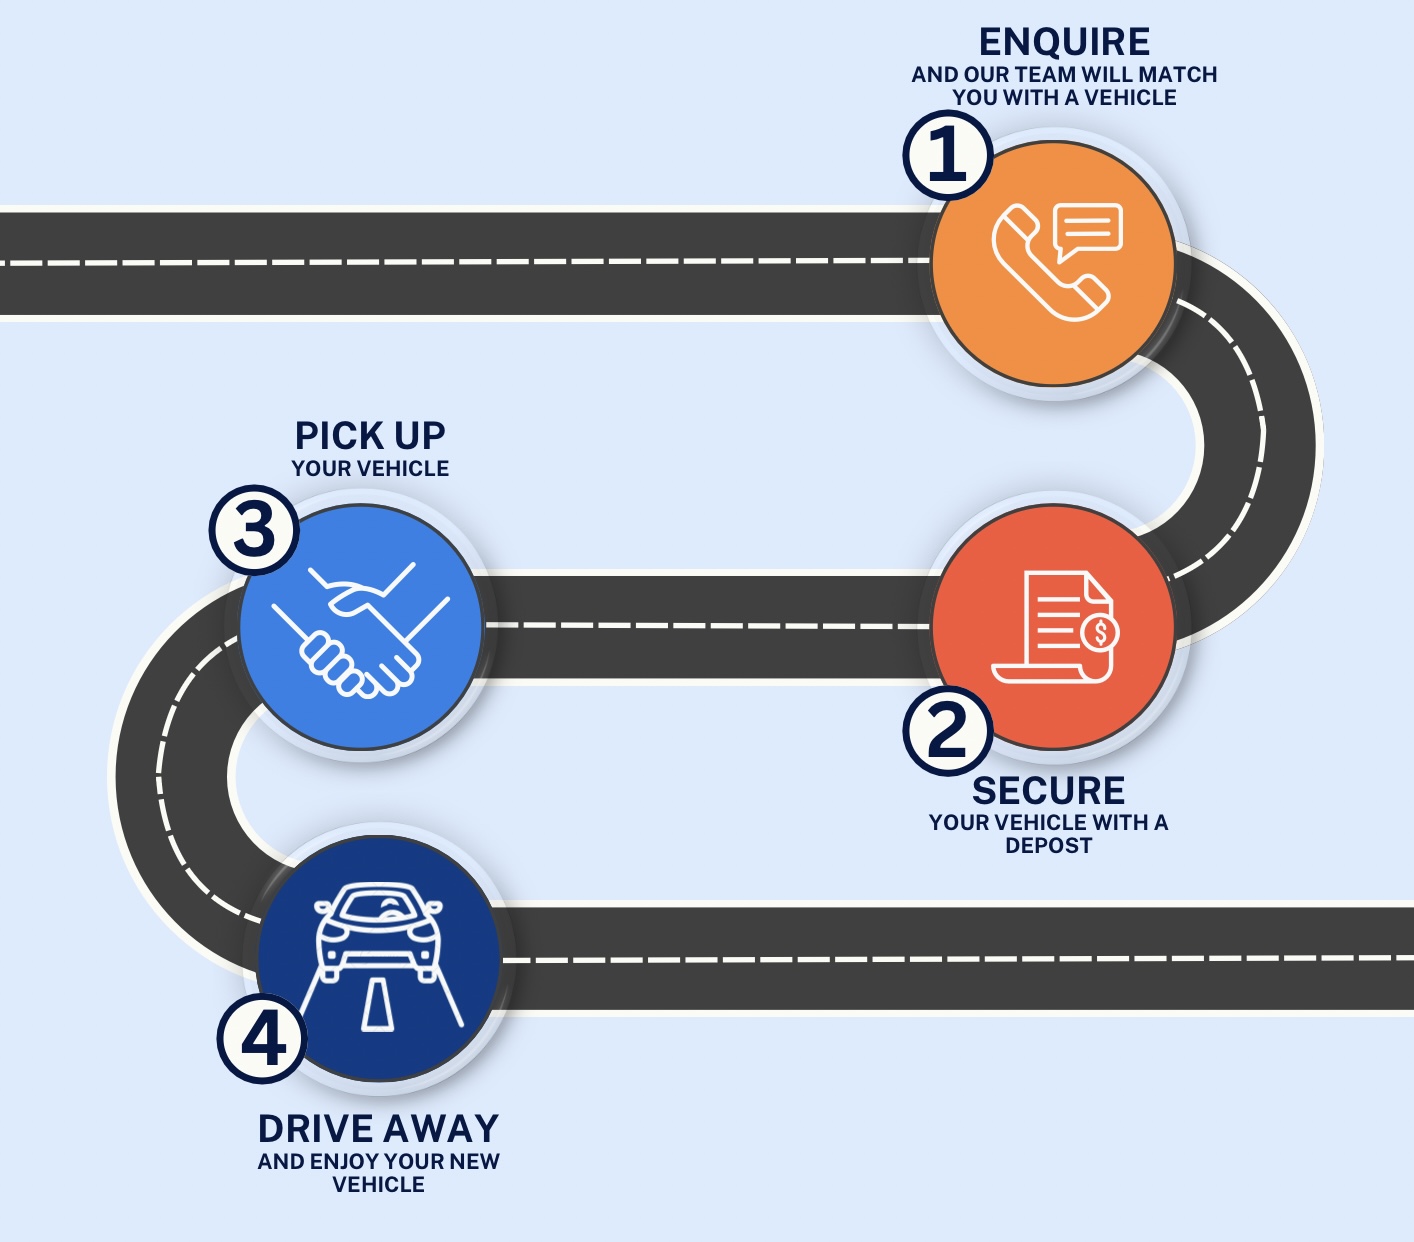 ENQUIRE
AND OUR TEAM WILL MATCH
YOU WITH A VEHICLE
1
2
SECURE
YOUR VEHICLE WITH A
DEPOST
PICK UP
YOUR VEHICLE
3
$
4
DRIVE AWAY
AND ENJOY YOUR NEW
VEHICLE